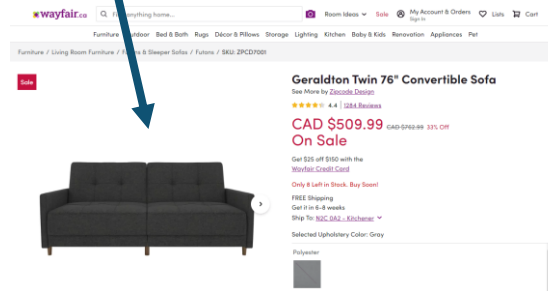 wayfair.ca
anything home...
Room Ideas Sale My Account & Orders Lists Cart
Sign In
Furniture Outdoor Bed & Bath Rugs Décor & Pillows Storage Lighting Kitchen Baby & Kids Renovation Appliances Pet
Furniture / Living Room Furniture / & Sleeper Sofas / Futons / SKU: ZPCD7001
Sale
Geraldton Twin 76" Convertible Sofa
See More by Zipcode Design
4.4 | 1284 Reviews
CAD $509.99 CAD $762.98 33% Off
On Sale
Get $25 off $150 with the
Wayfair Credit Card
Only 8 Left in Stock. Buy Soon!
FREE Shipping
Get it in 6-8 weeks
Ship To: N2C 0A2 - Kitchener
Selected Upholstery Color: Gray
Polyester